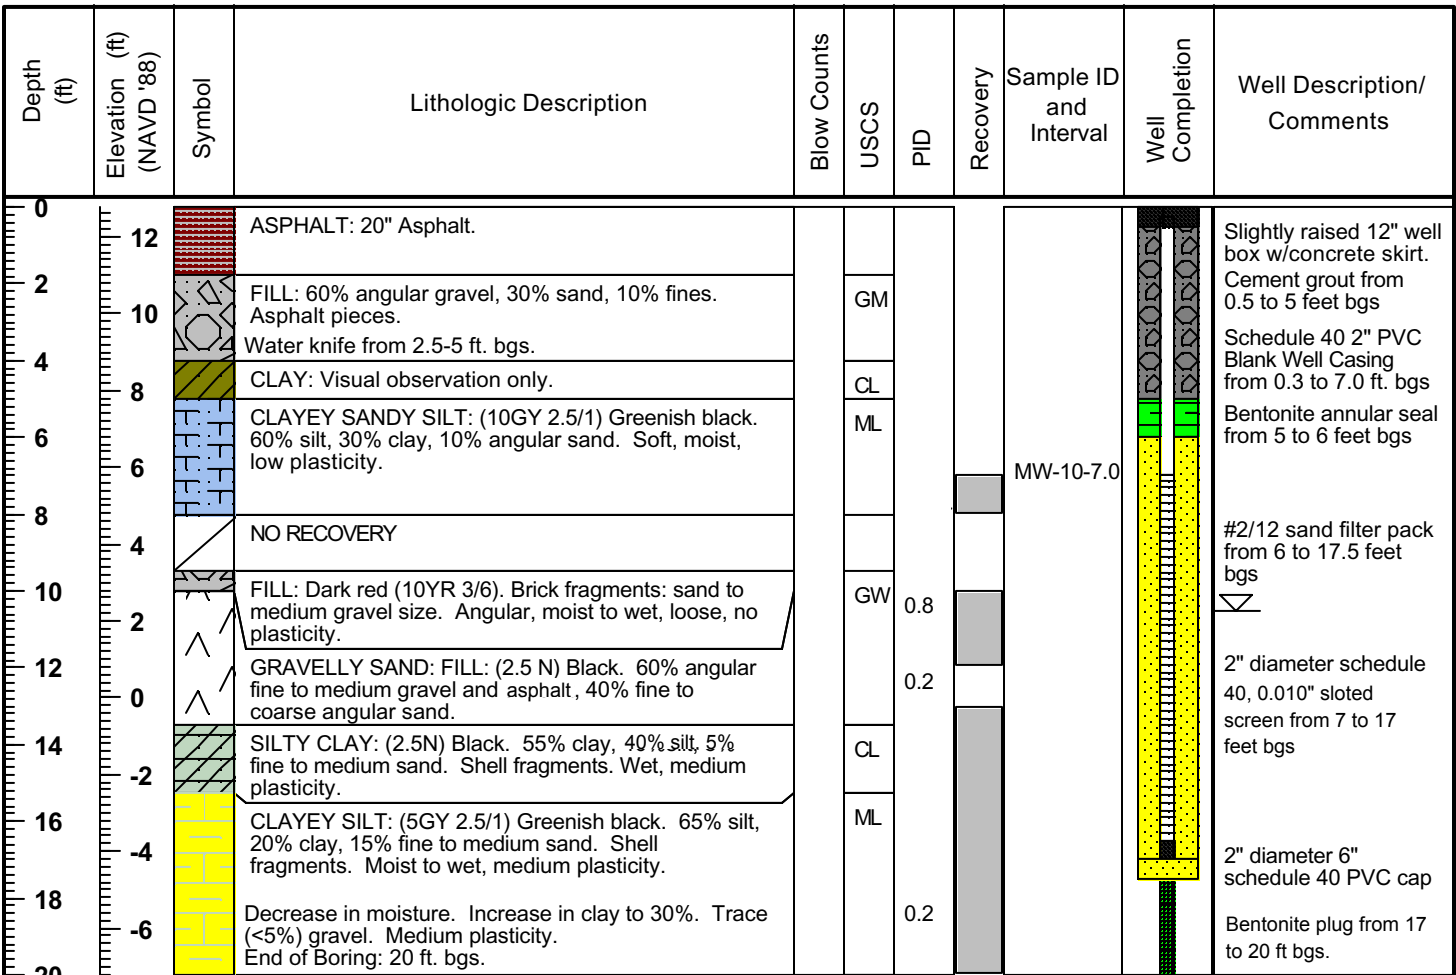 Depth
(ft)
Elevation (ft)
(NAVD '88)
Symbol
Lithologic Description
Blow Counts
USCS
PID
Recovery
Sample ID
and
Interval
Well
Completion
Well Description/
Comments
0
2
4
6
8
10
12
14
16
18
20
12
10
8
6
4
2
0
-2
-4
-6
ASPHALT: 20" Asphalt.
FILL: 60% angular gravel, 30% sand, 10% fines.
Asphalt pieces.
Water knife from 2.5-5 ft. bgs.
GM
CLAY: Visual observation only.
CL
CLAYEY SANDY SILT: (10GY 2.5/1) Greenish black.
60% silt, 30% clay, 10% angular sand. Soft, moist,
low plasticity.
ML
MW-10-7.0
NO RECOVERY
FILL: Dark red (10YR 3/6). Brick fragments: sand to
medium gravel size. Angular, moist to wet, loose, no
plasticity.
GW
0.8
GRAVELLY SAND: FILL: (2.5 N) Black. 60% angular
fine to medium gravel and asphalt, 40% fine to
coarse angular sand.
0.2
SILTY CLAY: (2.5N) Black. 55% clay, 40% silt, 5%
fine to medium sand. Shell fragments. Wet, medium
plasticity.
CL
CLAYEY SILT: (5GY 2.5/1) Greenish black. 65% silt,
20% clay, 15% fine to medium sand. Shell
fragments. Moist to wet, medium plasticity.
ML
Decrease in moisture. Increase in clay to 30%. Trace
(<5%) gravel. Medium plasticity.
End of Boring: 20 ft. bgs.
0.2
Slightly raised 12" well
box w/concrete skirt.
Cement grout from
0.5 to 5 feet bgs
Schedule 40 2" PVC
Blank Well Casing
from 0.3 to 7.0 ft. bgs
Bentonite annular seal
from 5 to 6 feet bgs
#2/12 sand filter pack
from 6 to 17.5 feet
bgs
2" diameter schedule
40, 0.010" sloted
screen from 7 to 17
feet bgs
2" diameter 6"
schedule 40 PVC cap
Bentonite plug from 17
to 20 ft bgs.